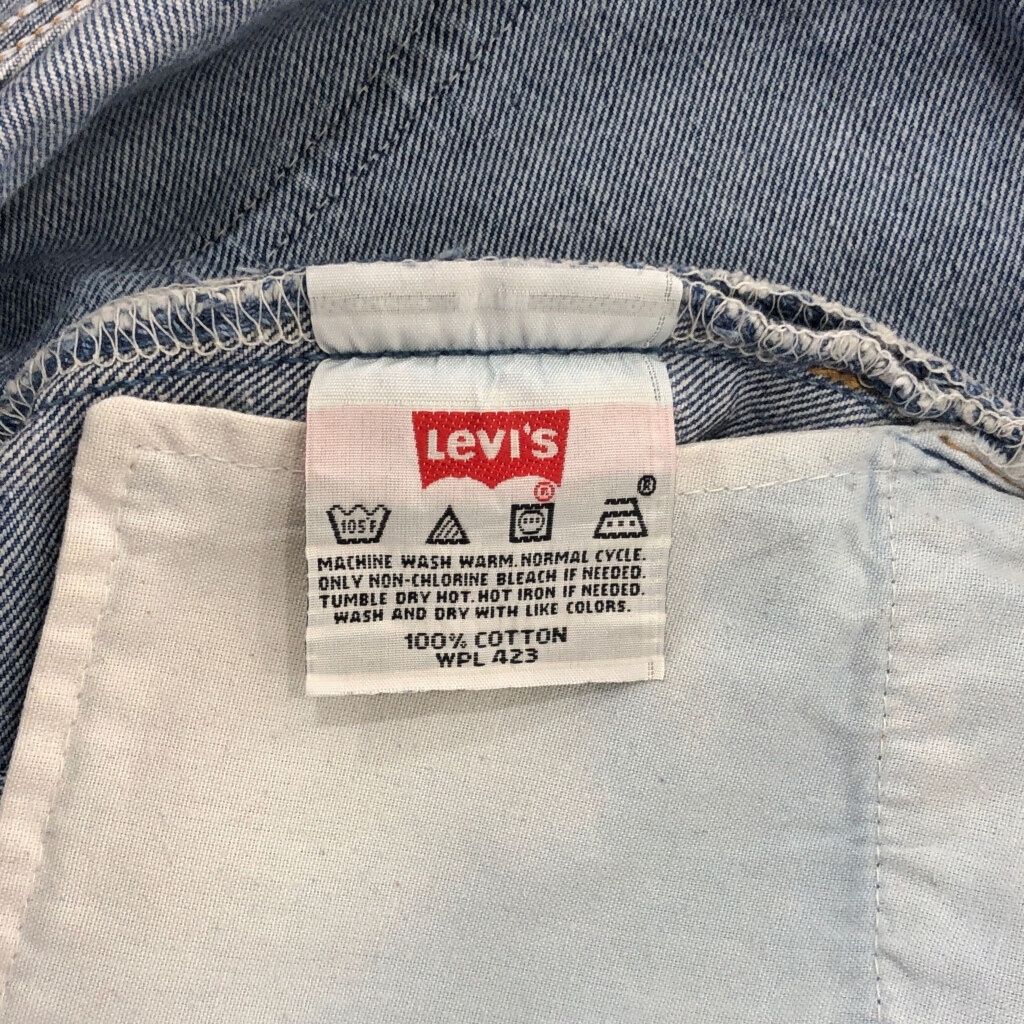 LEVI'S
®
®
105°F
MACHINE WASH WARM. NORMAL CYCLE.
ONLY NON-CHLORINE BLEACH IF NEEDED.
TUMBLE DRY HOT. HOT IRON IF NEEDED.
WASH AND DRY WITH LIKE COLORS.
100% COTTON
WPL 423